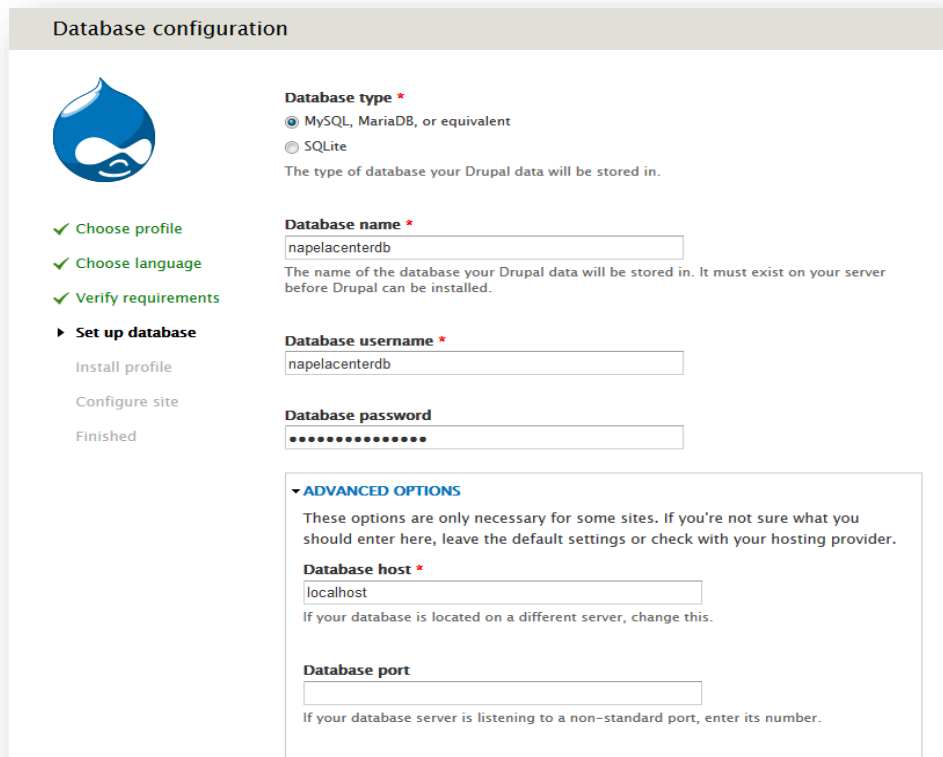 Database configuration
Database type *
MySQL, MariaDB, or equivalent
SQLite
The type of database your Drupal data will be stored in.
Choose profile
Choose language
Verify requirements
Set up database
Install profile
Configure site
Finished
Database name *
napelacenterdb
The name of the database your Drupal data will be stored in. It must exist on your server
before Drupal can be installed.
Database username *
napelacenterdb
Database password
•••••••••••••••
ADVANCED OPTIONS
These options are only necessary for some sites. If you're not sure what you
should enter here, leave the default settings or check with your hosting provider.
Database host *
localhost
If your database is located on a different server, change this.
Database port
If your database server is listening to a non-standard port, enter its number.